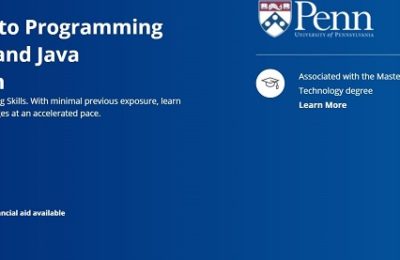 to Programming
and Java
n
g Skills. With minimal previous exposure, learn
ges at an accelerated pace.
ncial aid available
Penn
UNIVERSITY of PENNSYLVANIA
Associated with the Maste
Technology degree
Learn More